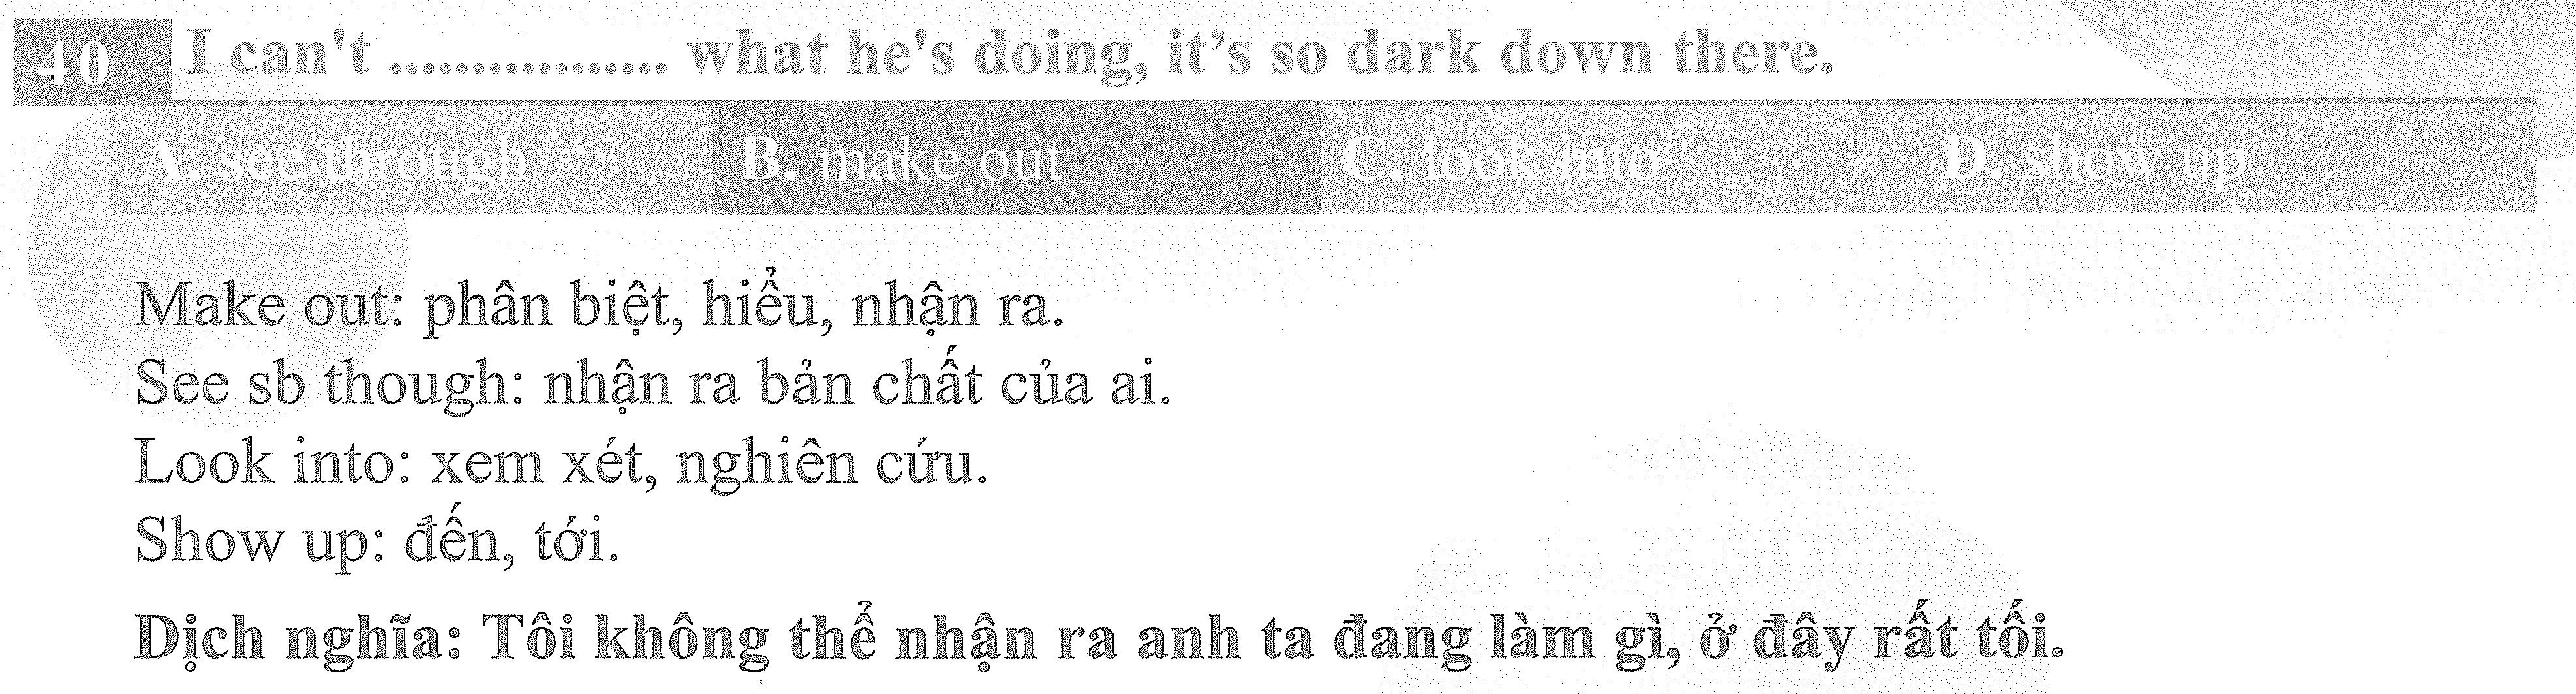 40 I can't ................ what he's doing, it’s so dark down there.
A. see through B. make out C. look into D. show up
Make out: phân biệt, hiểu, nhận ra.
See sb though: nhận ra bản chất của ai.
Look into: xem xét, nghiên cứu.
Show up: đến, tới.
Dịch nghĩa: Tôi không thể nhận ra anh ta đang làm gì, ở đây rất tối.